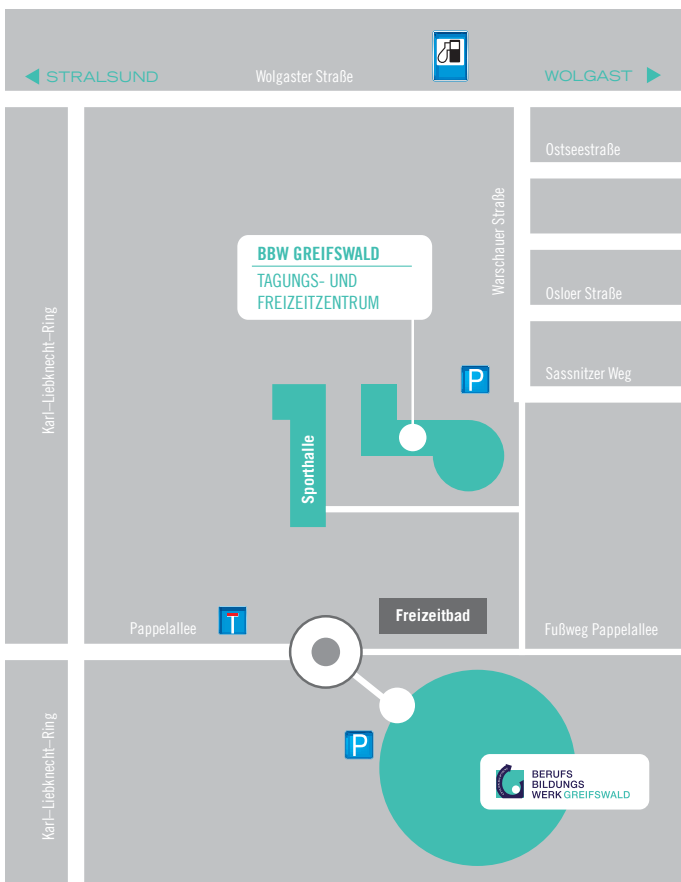 STRALSUND
Wolgaster Straße
WOLGAST
Ostseestraße
Warschauer Straße
BBW GREIFSWALD
TAGUNGS- UND
FREIZEITZENTRUM
Osloer Straße
Karl–Liebknecht–Ring
P
Sassnitzer Weg
Sporthalle
Freizeitbad
Pappelallee
Fußweg Pappelallee
Karl–Liebknecht–Ring
P
BERUFS
BILDUNGS
WERK GREIFSWALD